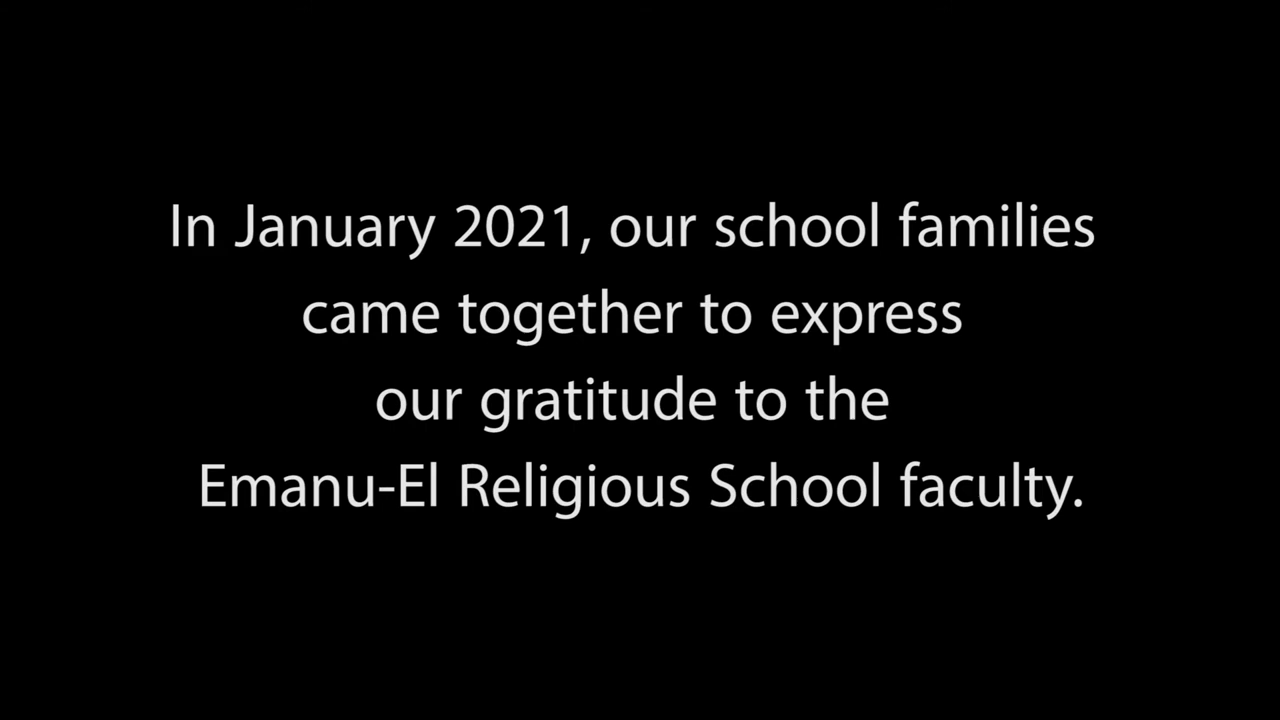 In January 2021, our school families
came together to express
our gratitude to the
Emanu-El Religious School faculty.